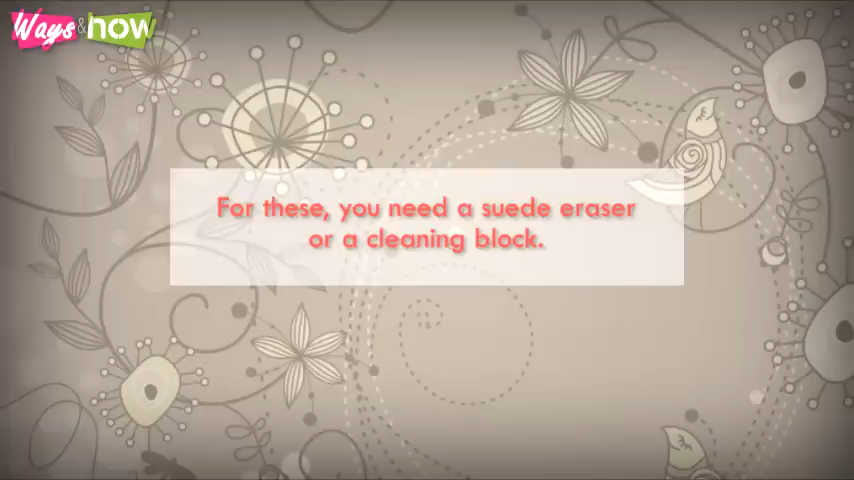 Ways & how
For these, you need a suede eraser
or a cleaning block.